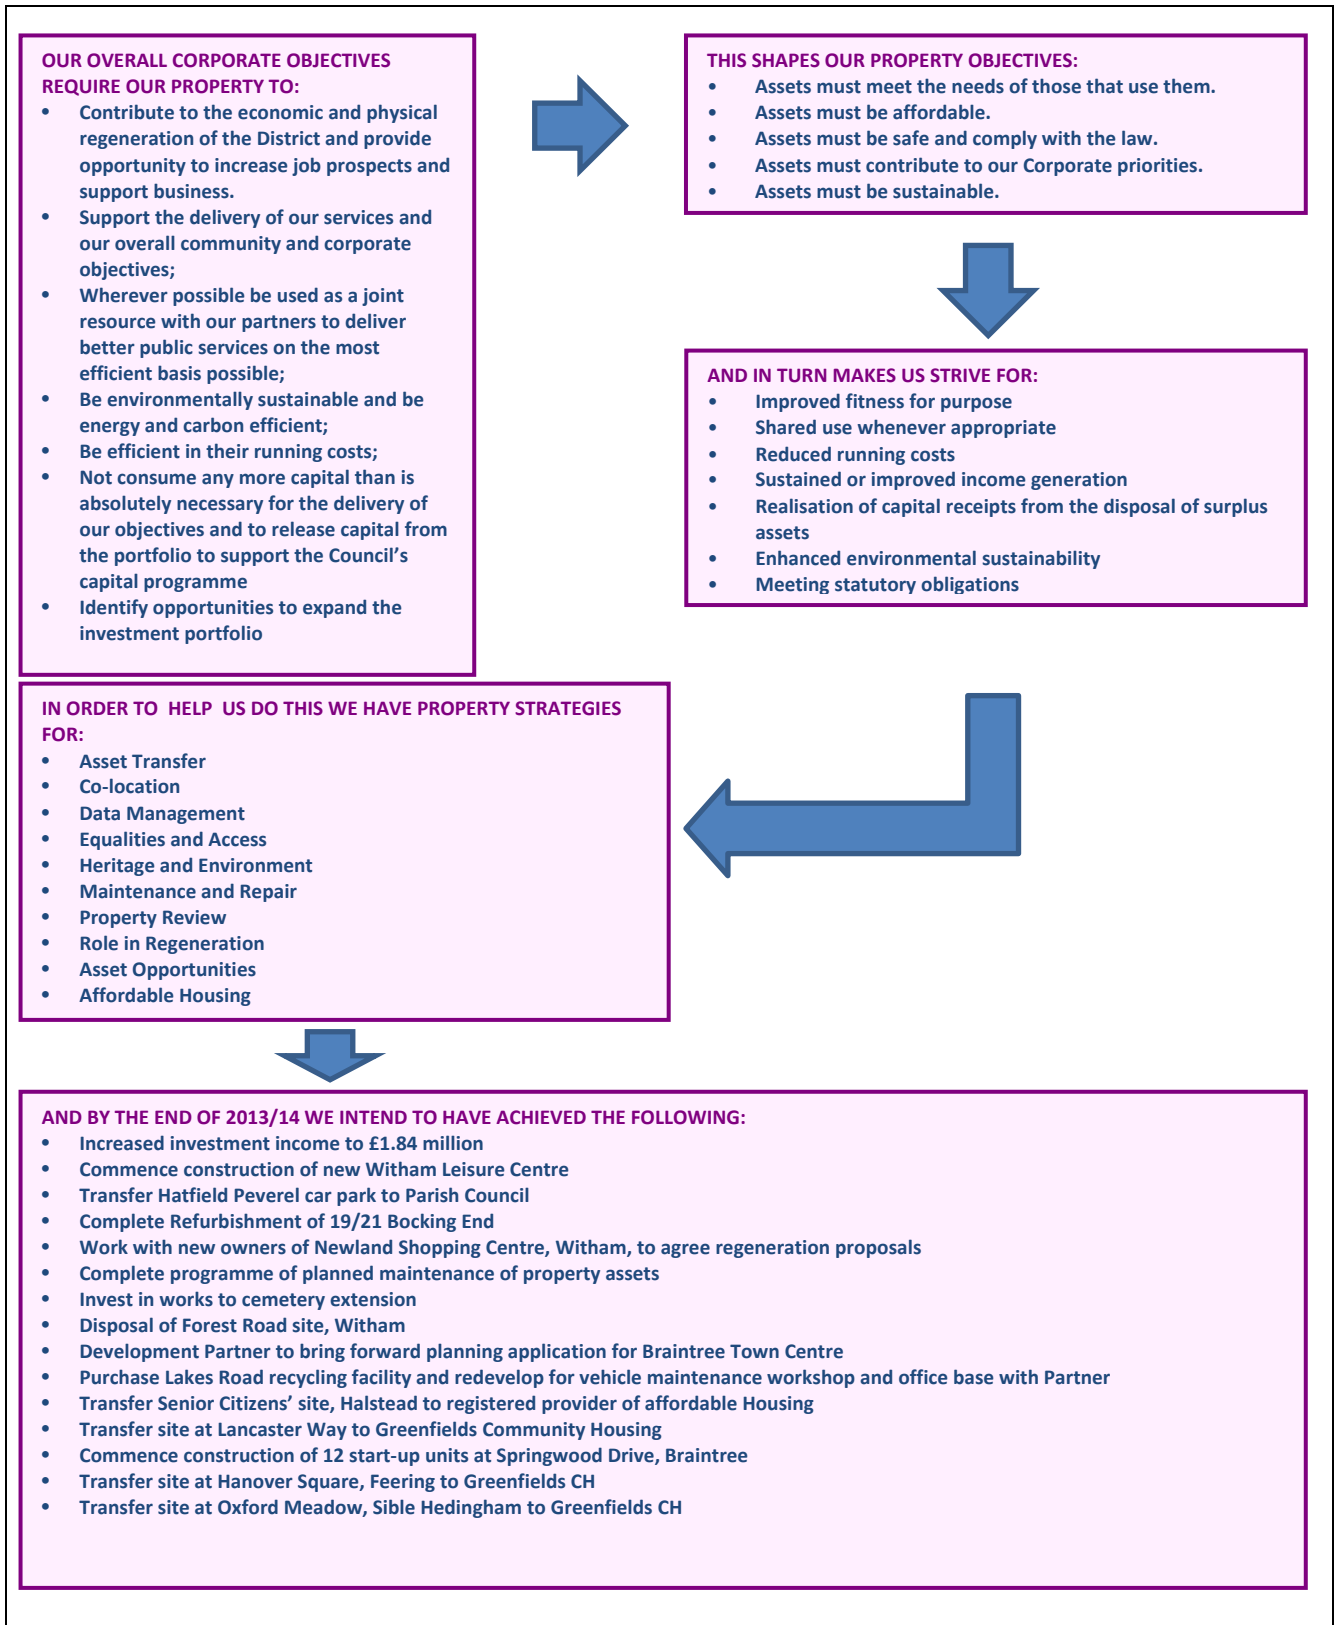 OUR OVERALL CORPORATE OBJECTIVES
REQUIRE OUR PROPERTY TO:
• Contribute to the economic and physical
regeneration of the District and provide
opportunity to increase job prospects and
support business.
• Support the delivery of our services and
our overall community and corporate
objectives;
• Wherever possible be used as a joint
resource with our partners to deliver
better public services on the most
efficient basis possible;
• Be environmentally sustainable and be
energy and carbon efficient;
• Be efficient in their running costs;
• Not consume any more capital than is
absolutely necessary for the delivery of
our objectives and to release capital from
the portfolio to support the Council’s
capital programme
• Identify opportunities to expand the
investment portfolio
THIS SHAPES OUR PROPERTY OBJECTIVES:
• Assets must meet the needs of those that use them.
• Assets must be affordable.
• Assets must be safe and comply with the law.
• Assets must contribute to our Corporate priorities.
• Assets must be sustainable.
AND IN TURN MAKES US STRIVE FOR:
• Improved fitness for purpose
• Shared use whenever appropriate
• Reduced running costs
• Sustained or improved income generation
• Realisation of capital receipts from the disposal of surplus
assets
• Enhanced environmental sustainability
• Meeting statutory obligations
IN ORDER TO HELP US DO THIS WE HAVE PROPERTY STRATEGIES
FOR:
• Asset Transfer
• Co-location
• Data Management
• Equalities and Access
• Heritage and Environment
• Maintenance and Repair
• Property Review
• Role in Regeneration
• Asset Opportunities
• Affordable Housing
AND BY THE END OF 2013/14 WE INTEND TO HAVE ACHIEVED THE FOLLOWING:
• Increased investment income to £1.84 million
• Commence construction of new Witham Leisure Centre
• Transfer Hatfield Peverel car park to Parish Council
• Complete Refurbishment of 19/21 Bocking End
• Work with new owners of Newland Shopping Centre, Witham, to agree regeneration proposals
• Complete programme of planned maintenance of property assets
• Invest in works to cemetery extension
• Disposal of Forest Road site, Witham
• Development Partner to bring forward planning application for Braintree Town Centre
• Purchase Lakes Road recycling facility and redevelop for vehicle maintenance workshop and office base with Partner
• Transfer Senior Citizens’ site, Halstead to registered provider of affordable Housing
• Transfer site at Lancaster Way to Greenfields Community Housing
• Commence construction of 12 start-up units at Springwood Drive, Braintree
• Transfer site at Hanover Square, Feering to Greenfields CH
• Transfer site at Oxford Meadow, Sible Hedingham to Greenfields CH